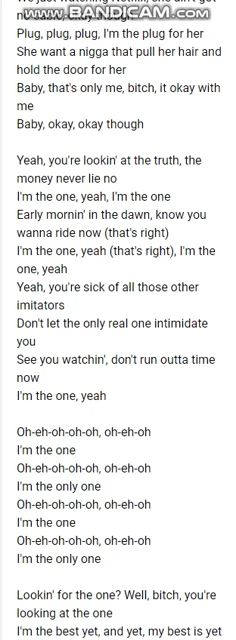 www.BANDICAM.com
Plug, plug, plug, I'm the plug for her
She want a nigga that pull her hair and
hold the door for her
Baby, that's only me, bitch, it okay with
me
Baby, okay, okay though
Yeah, you're lookin' at the truth, the
money never lie no
I'm the one, yeah, I'm the one
Early mornin' in the dawn, know you
wanna ride now (that's right)
I'm the one, yeah (that's right), I'm the
one, yeah
Yeah, you're sick of all those other
imitators
Don't let the only real one intimidate
you
See you watchin', don't run outta time
now
I'm the one, yeah
Oh-eh-oh-oh-oh, oh-eh-oh
I'm the one
Oh-eh-oh-oh-oh, oh-eh-oh
I'm the only one
Oh-eh-oh-oh-oh, oh-eh-oh
I'm the one
Oh-eh-oh-oh-oh, oh-eh-oh
I'm the only one
Lookin' for the one? Well, bitch, you're
looking at the one
I'm the best yet, and yet, my best is yet